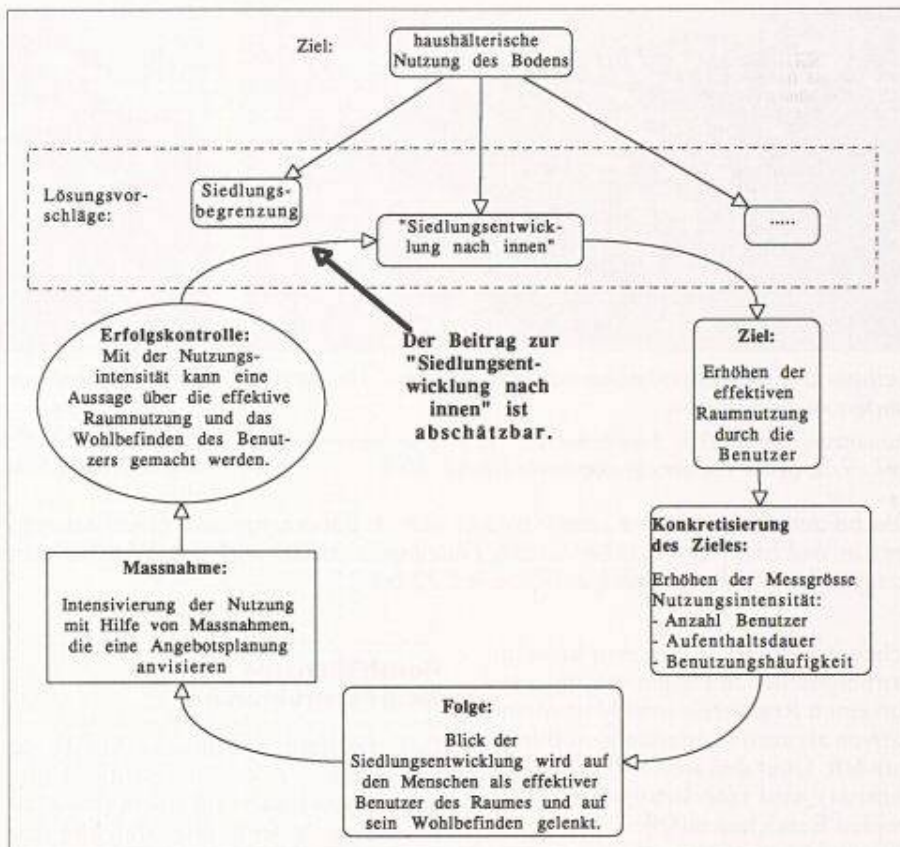 Ziel:
haushälterische
Nutzung des Bodens
Lösungsvor-
schläge:
Siedlungs-
begrenzung
"Siedlungsentwick-
lung nach innen"
.....
Der Beitrag zur
"Siedlungsent-
wicklung nach
innen" ist
abschätzbar.
Ziel:
Erhöhen der
effektiven
Raumnutzung
durch die
Benutzer
Konkretisierung
des Zieles:
Erhöhen der Messgrösse
Nutzungsintensität:
- Anzahl Benutzer
- Aufenthaltsdauer
- Benutzungshäufigkeit
Folge:
Blick der
Siedlungsentwicklung wird auf
den Menschen als effektiver
Benutzer des Raumes und auf
sein Wohlbefinden gelenkt.
Massnahme:
Intensivierung der Nutzung
mit Hilfe von Massnahmen,
die eine Angebotsplanung
anvisieren
Erfolgskontrolle:
Mit der Nutzungs-
intensität kann eine
Aussage über die effektive
Raumnutzung und das
Wohlbefinden des Benut-
zers gemacht werden.